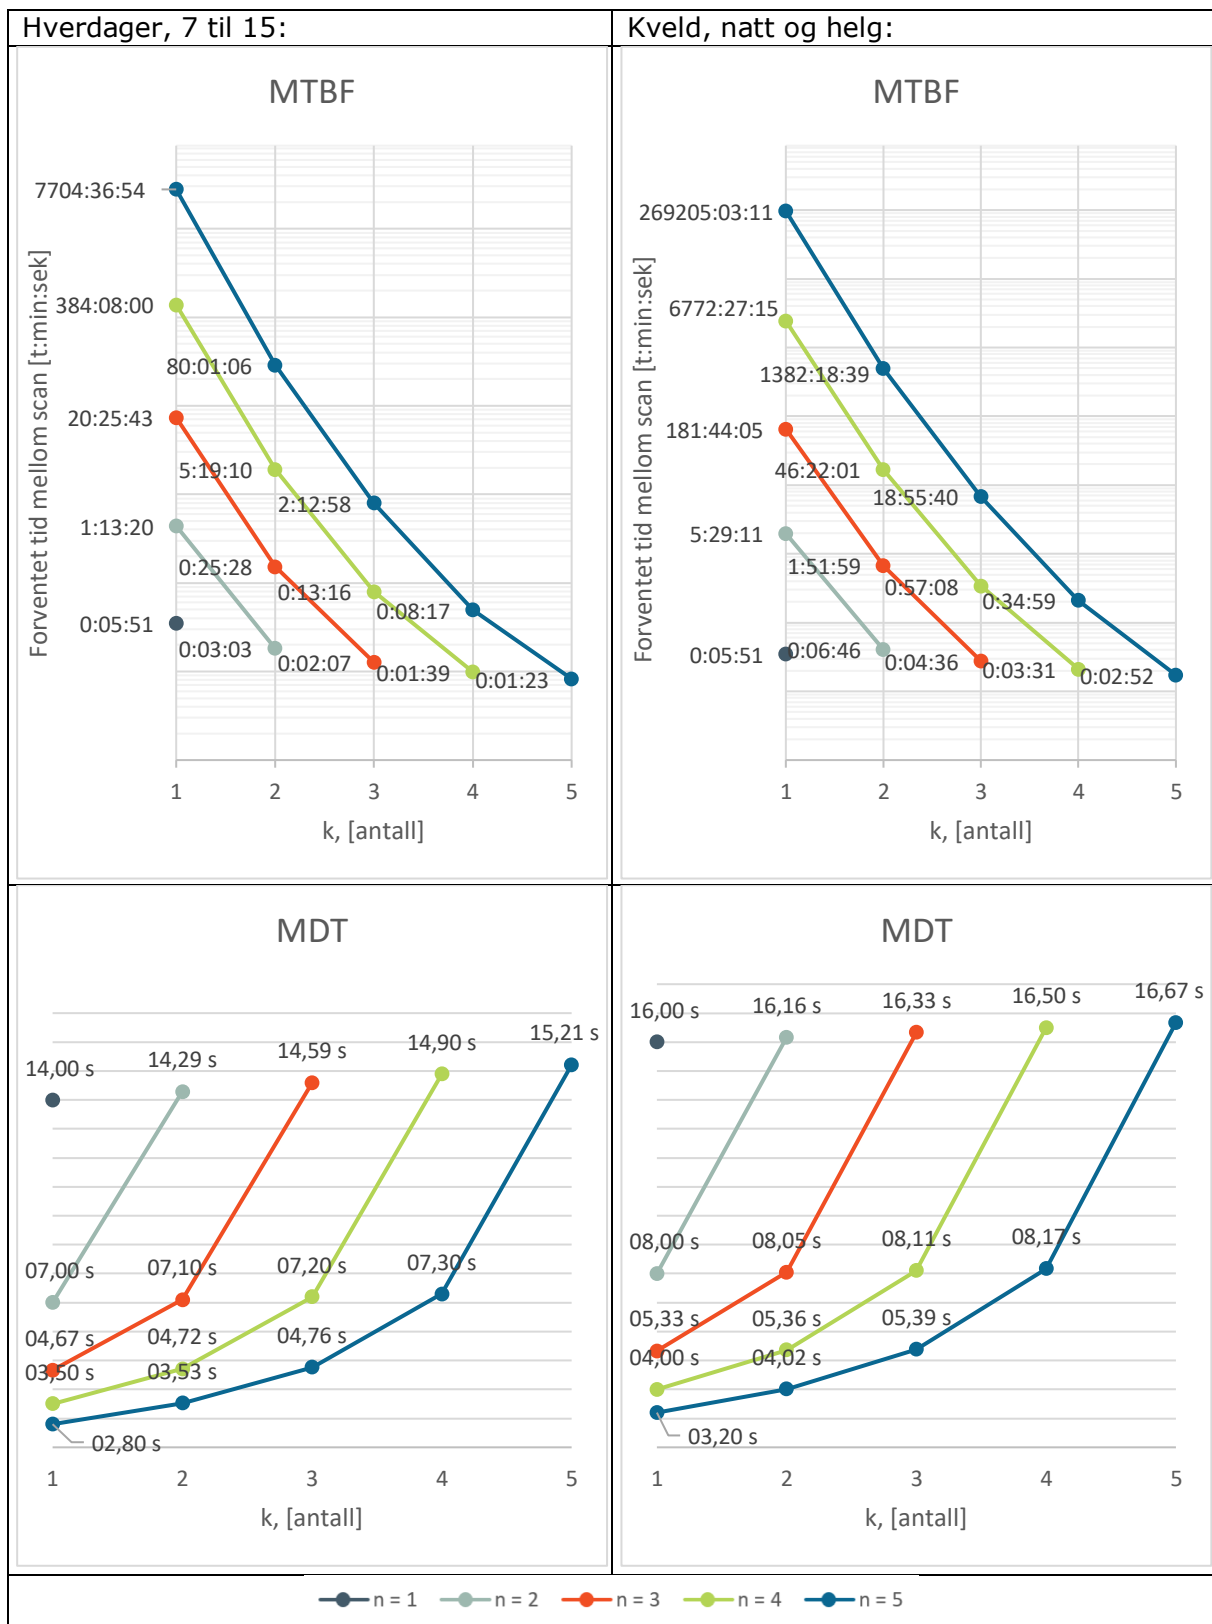 Hverdager, 7 til 15:
Kveld, natt og helg:
MTBF
Forventet tid mellom scan [t:min:sek]
7704:36:54
384:08:00
80:01:06
20:25:43
5:19:10
2:12:58
1:13:20
0:25:28
0:13:16
0:08:17
0:05:51
0:03:03
0:02:07
0:01:39
0:01:23
1 2 3 4 5
k, [antall]
MTBF
Forventet tid mellom scan [t:min:sek]
269205:03:11
6772:27:15
1382:18:39
181:44:05
46:22:01
18:55:40
5:29:11
1:51:59
0:57:08
0:34:59
0:05:51
0:06:46
0:04:36
0:03:31
0:02:52
1 2 3 4 5
k, [antall]
MDT
14,00 s
14,29 s
14,59 s
14,90 s
15,21 s
07,00 s
07,10 s
07,20 s
07,30 s
04,67 s
04,72 s
04,76 s
03,50 s
03,53 s
02,80 s
1 2 3 4 5
k, [antall]
MDT
16,00 s
16,16 s
16,33 s
16,50 s
16,67 s
08,00 s
08,05 s
08,11 s
08,17 s
05,33 s
05,36 s
05,39 s
04,00 s
04,02 s
03,20 s
1 2 3 4 5
k, [antall]
n = 1 n = 2 n = 3 n = 4 n = 5